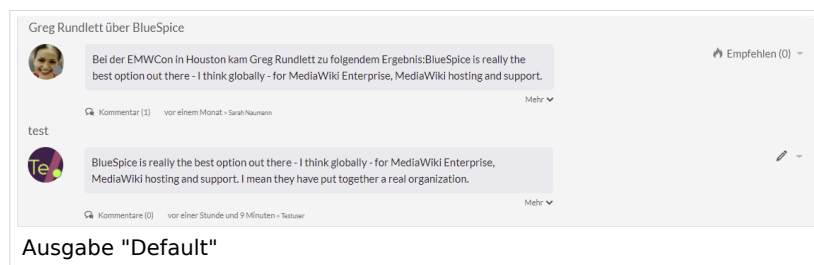 Greg Rundlett über BlueSpice
Bei der EMWCon in Houston kam Greg Rundlett zu folgendem Ergebnis:BlueSpice is really the
best option out there - I think globally - for MediaWiki Enterprise, MediaWiki hosting and support.
Empfehlen (0)
Mehr
Kommentar (1) vor einem Monat • Sarah Naumann
test
Te
BlueSpice is really the best option out there - I think globally - for MediaWiki Enterprise,
MediaWiki hosting and support. I mean they have put together a real organization.
Mehr
Kommentare (0) vor einer Stunde und 9 Minuten • Testuser
Ausgabe "Default"